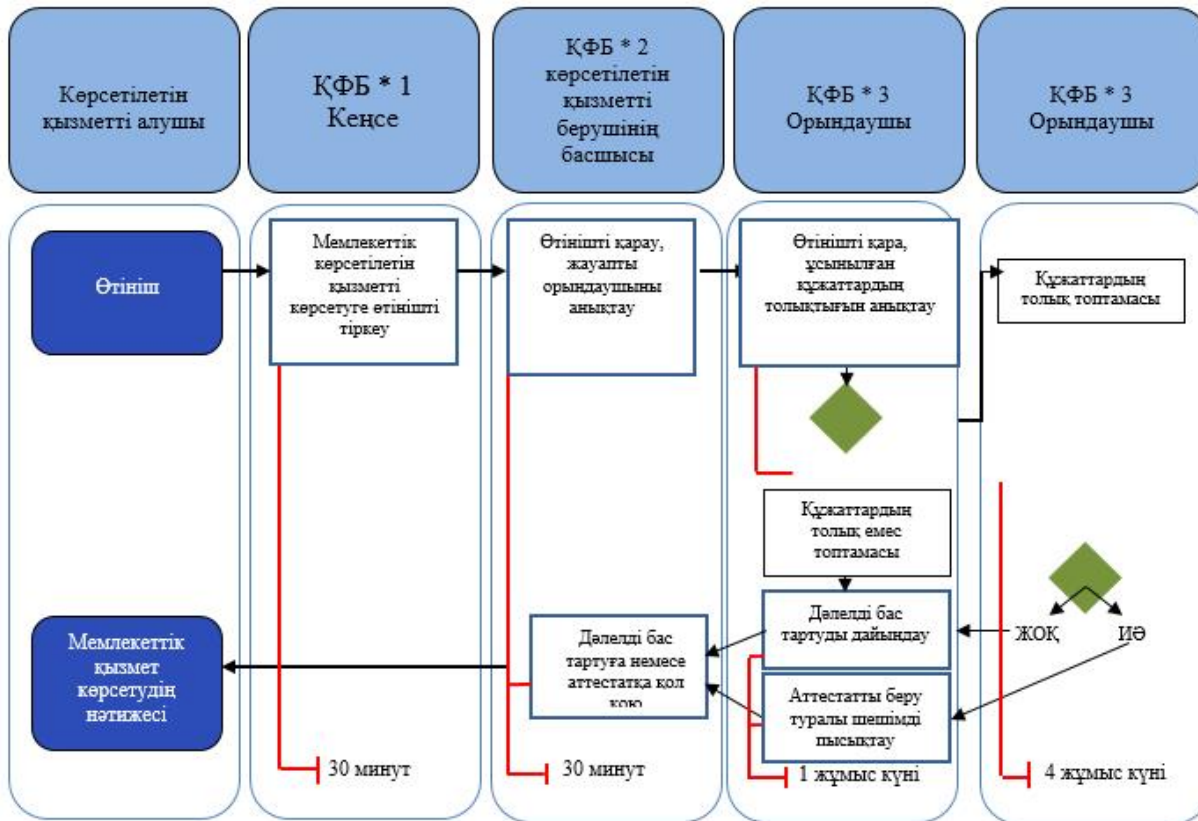 Көрсетілетін
қызметті алушы
ҚФБ * 1
Кеңсе
ҚФБ * 2
көрсетілетін
қызметті
берушінің
басшысы
ҚФБ * 3
Орындаушы
ҚФБ * 3
Орындаушы
Өтініш
Мемлекеттік
көрсетілетін
қызметті
көрсетуге өтінішті
тіркеу
Өтінішті қарау,
жауапты
орындаушыны
анықтау
Өтінішті қара,
ұсынылған
құжаттардың
толықтығын анықтау
Құжаттардың
толық топтамасы
Құжаттардың
толық емес
топтамасы
Мемлекеттік
қызмет
көрсетудің
нәтижесі
Дәлелді бас
тартуға немесе
аттестатқа қол
қою
Дәлелді бас
тартуды дайындау
ЖОҚ
ИӘ
Аттестатты беру
туралы шешімді
пысықтау
30 минут
30 минут
1 жұмыс күні
4 жұмыс күні